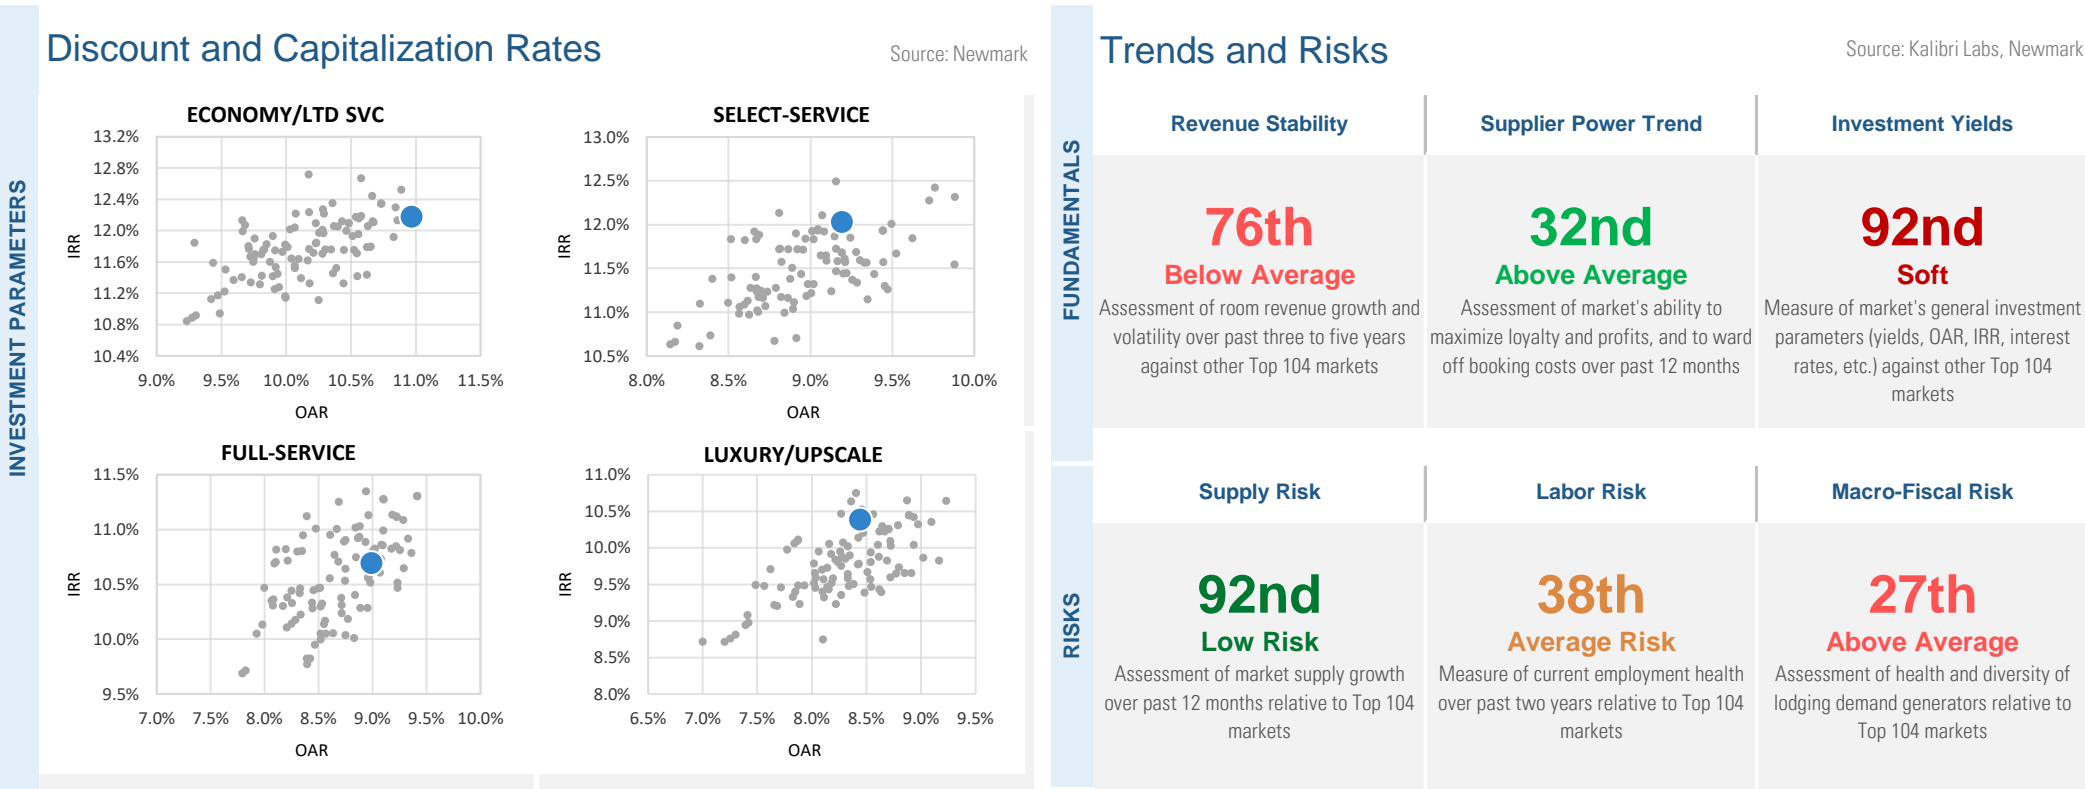 Discount and Capitalization Rates
Source: Newmark
INVESTMENT PARAMETERS
ECONOMY/LTD SVC
13.2%
12.8%
12.4%
12.0%
11.6%
11.2%
10.8%
10.4%
IRR
9.0% 9.5% 10.0% 10.5% 11.0% 11.5%
OAR
SELECT-SERVICE
13.0%
12.5%
12.0%
11.5%
11.0%
10.5%
IRR
8.0% 8.5% 9.0% 9.5% 10.0%
OAR
FULL-SERVICE
11.5%
11.0%
10.5%
10.0%
9.5%
IRR
7.0% 7.5% 8.0% 8.5% 9.0% 9.5% 10.0%
OAR
LUXURY/UPSCALE
11.0%
10.5%
10.0%
9.5%
9.0%
8.5%
8.0%
IRR
6.5% 7.0% 7.5% 8.0% 8.5% 9.0% 9.5%
OAR
Trends and Risks
Source: Kalibri Labs, Newmark
FUNDAMENTALS
Revenue Stability
76th
Below Average
Assessment of room revenue growth and
volatility over past three to five years
against other Top 104 markets
Supplier Power Trend
32nd
Above Average
Assessment of market's ability to
maximize loyalty and profits, and to ward
off booking costs over past 12 months
Investment Yields
92nd
Soft
Measure of market's general investment
parameters (yields, OAR, IRR, interest
rates, etc.) against other Top 104
markets
RISKS
Supply Risk
92nd
Low Risk
Assessment of market supply growth
over past 12 months relative to Top 104
markets
Labor Risk
38th
Average Risk
Measure of current employment health
over past two years relative to Top 104
markets
Macro-Fiscal Risk
27th
Above Average
Assessment of health and diversity of
lodging demand generators relative to
Top 104 markets